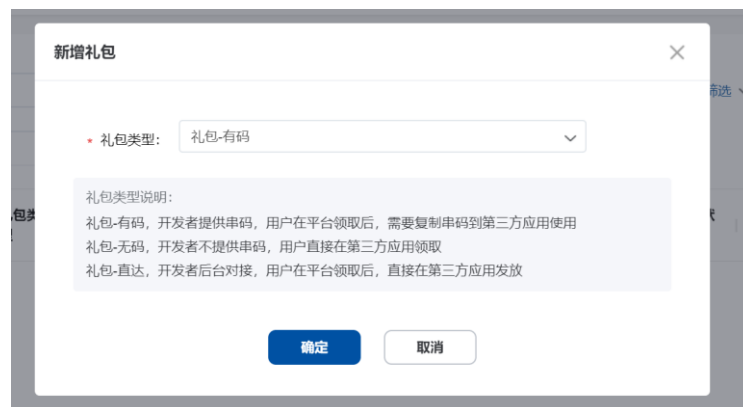 新增礼包
筛选
* 礼包类型: 礼包-有码
礼包类型说明:
礼包-有码，开发者提供串码，用户在平台领取后，需要复制串码到第三方应用使用
礼包-无码，开发者不提供串码，用户直接在第三方应用领取
礼包-直达，开发者后台对接，用户在平台领取后，直接在第三方应用发放
包类
确定 取消